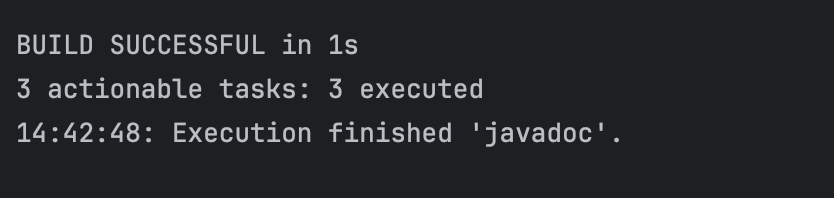 BUILD SUCCESSFUL in 1s
3 actionable tasks: 3 executed
14:42:48: Execution finished 'javadoc'.